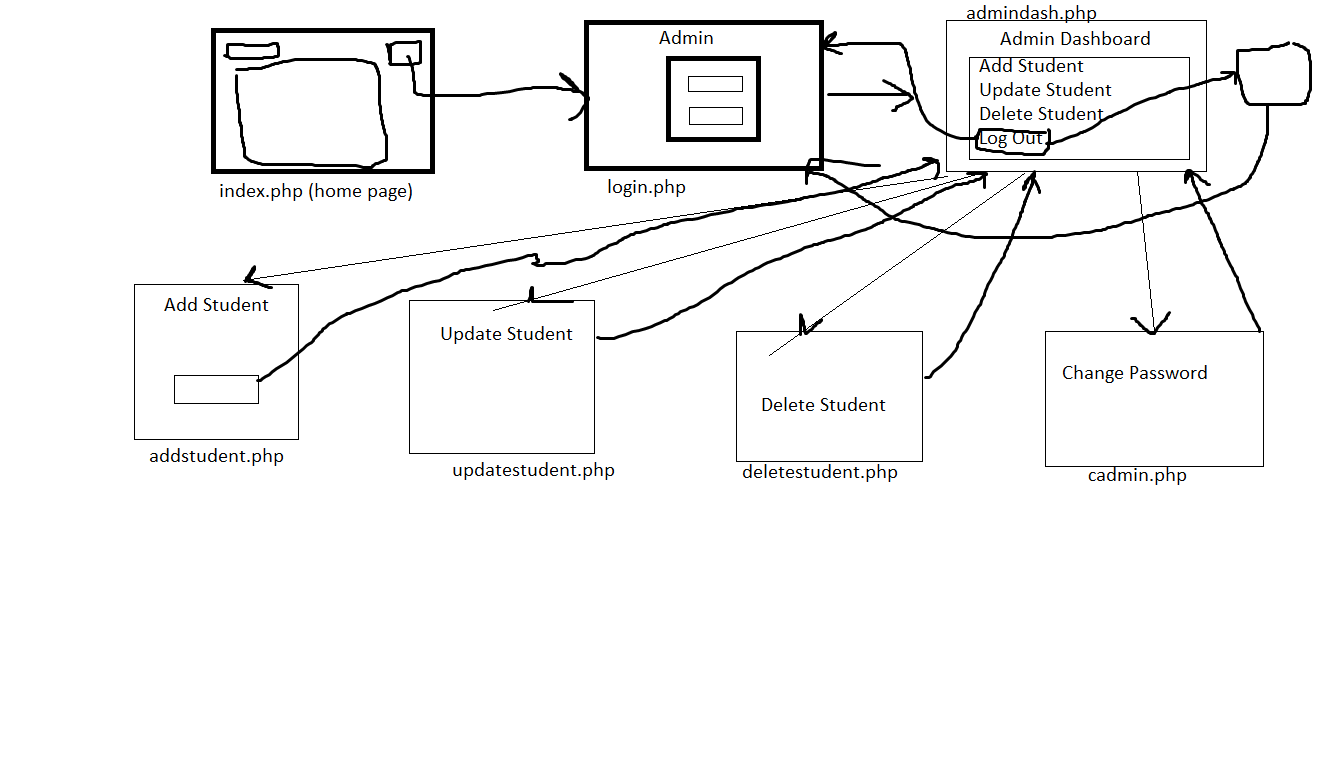 admindash.php
Admin
Admin Dashboard
Add Student
Update Student
Delete Student
Log Out
index.php (home page)
login.php
Add Student
Update Student
Delete Student
Change Password
addstudent.php
updatestudent.php
deletestudent.php
cadmin.php